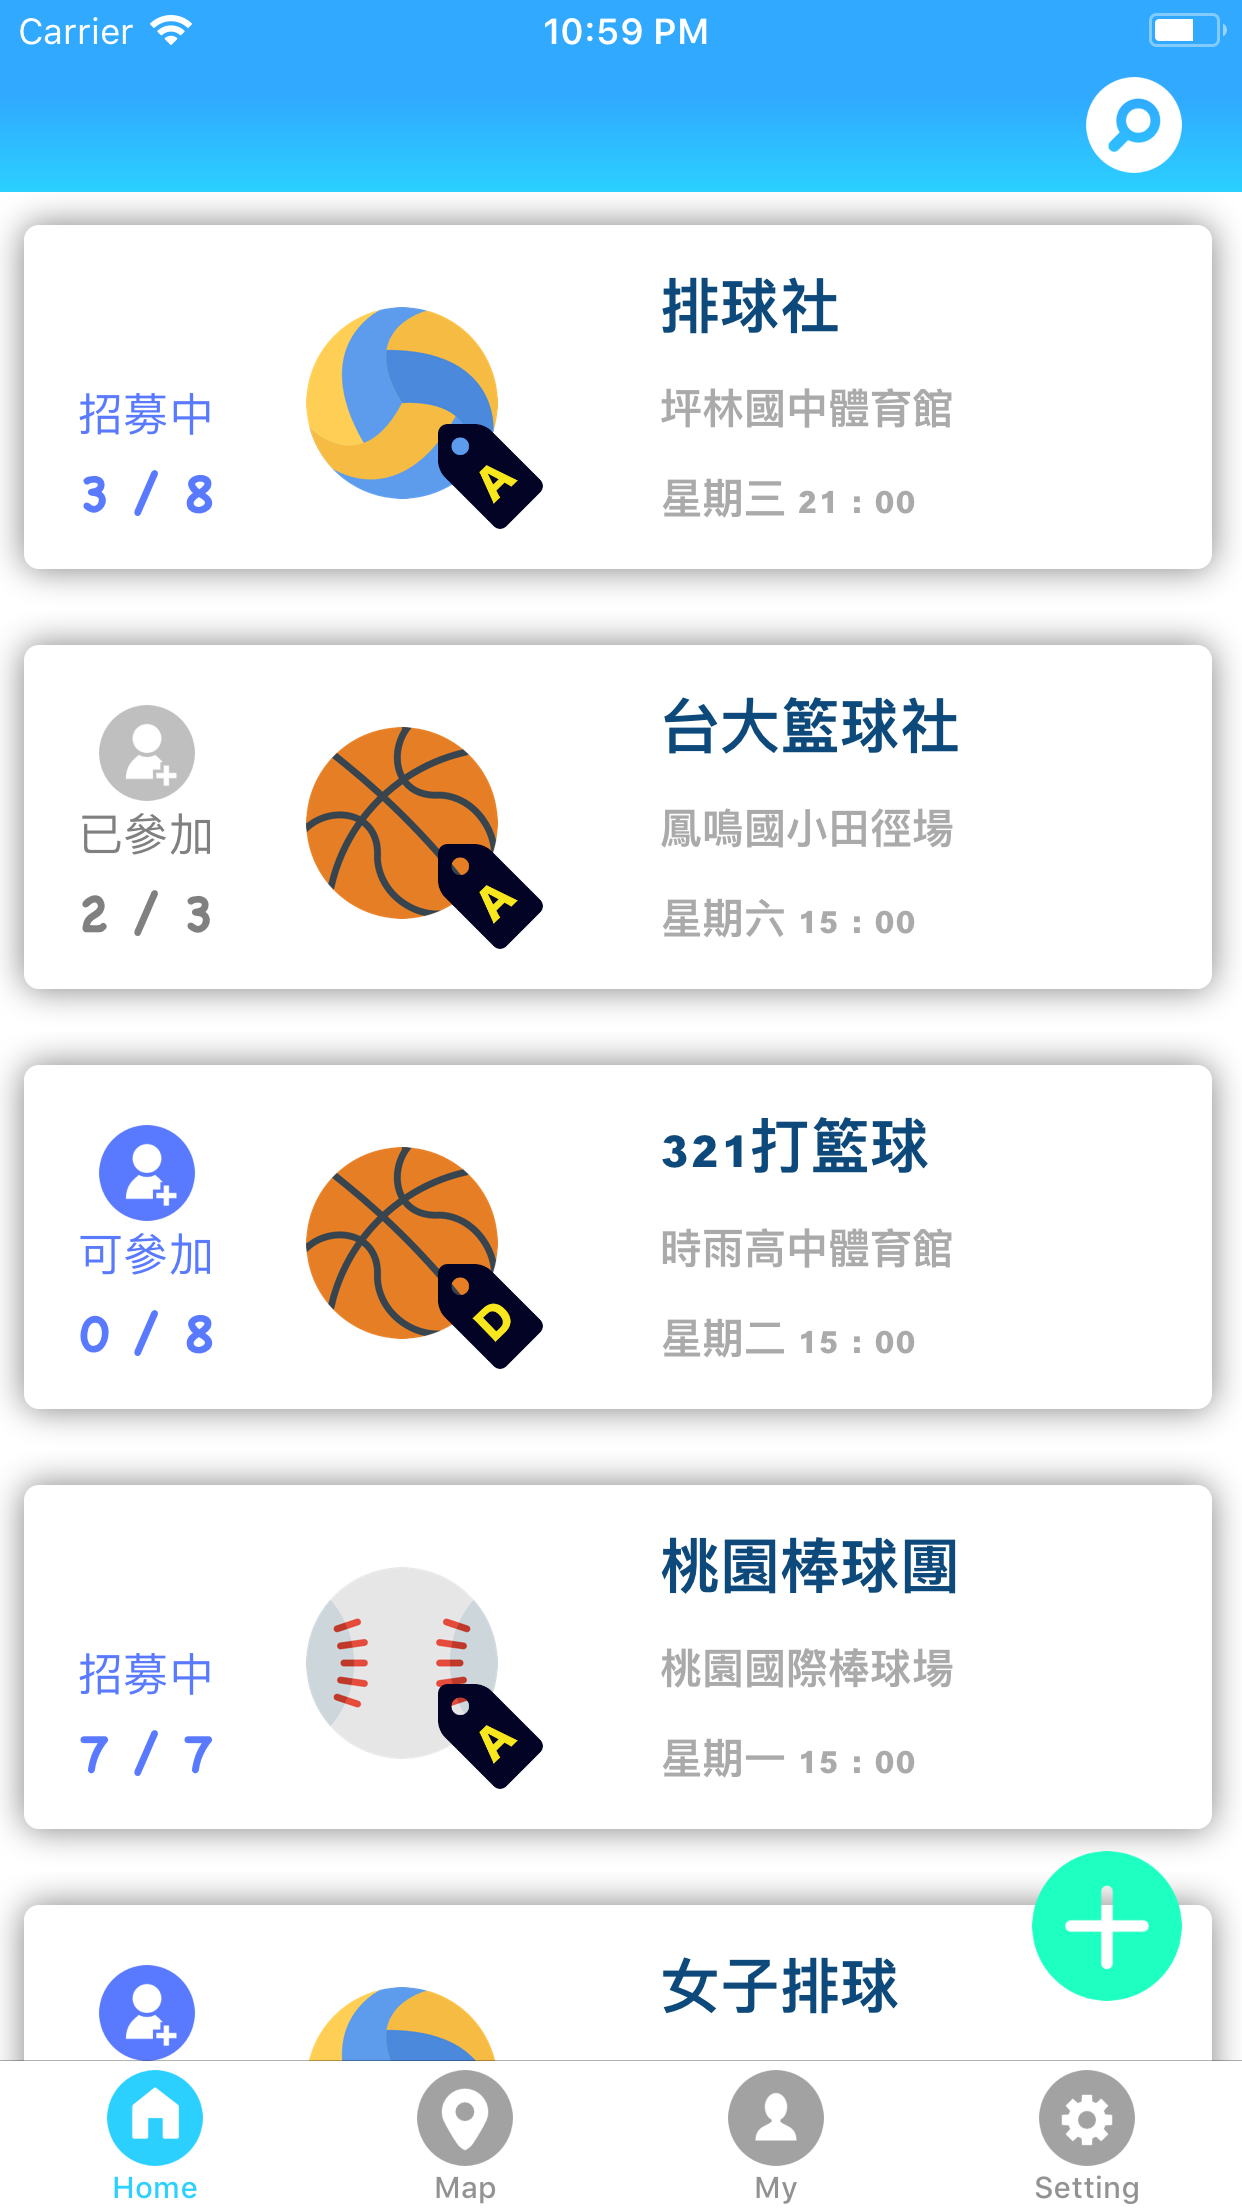 Carrier 10:59 PM
排球社
招募中
坪林國中體育館
3 / 8
A
星期三 21 : 00
台大籃球社
已參加
鳳鳴國小田徑場
2 / 3
A
星期六 15 : 00
321打籃球
可參加
時雨高中體育館
0 / 8
D
星期二 15 : 00
桃園棒球團
招募中
桃園國際棒球場
7 / 7
A
星期一 15 : 00
女子排球
Home Map My Setting